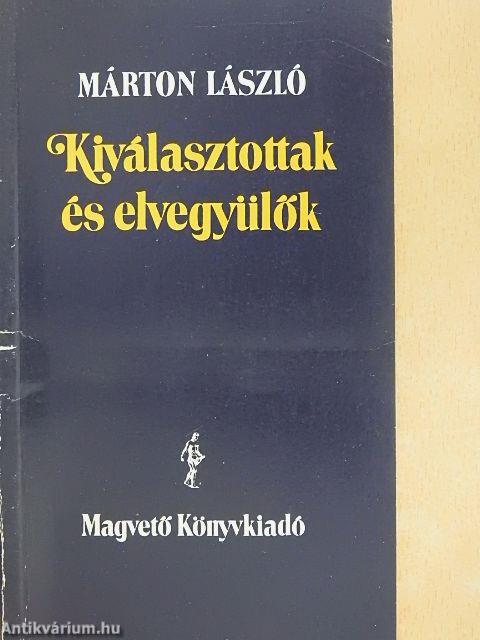 MÁRTON LÁSZLÓ
Kiválasztottak
és elvegyülők
Magvető Könyvkiadó
Antikvárium.hu